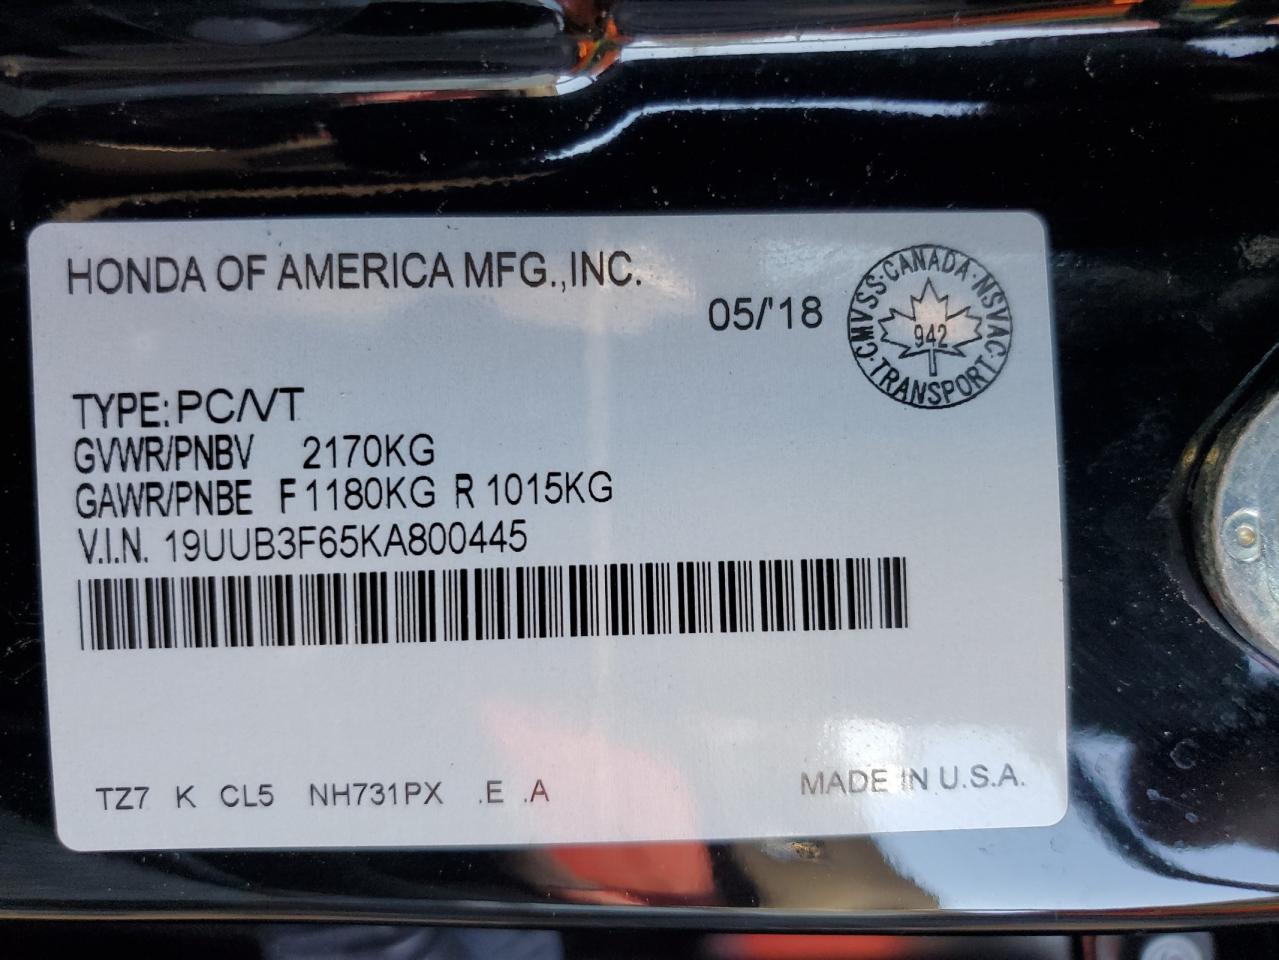 HONDA OF AMERICA MFG.,INC.
05/'18
CMVSS·CANADA·NSVAC·TRANSPORT·
942
TYPE: PC/VT
GVWR/PNBV 2170KG
GAWR/PNBE F 1180KG R 1015KG
V.I.N. 19UUB3F65KA800445
TZ7 K CL5 NH731PX .E .A
MADE IN U.S.A.